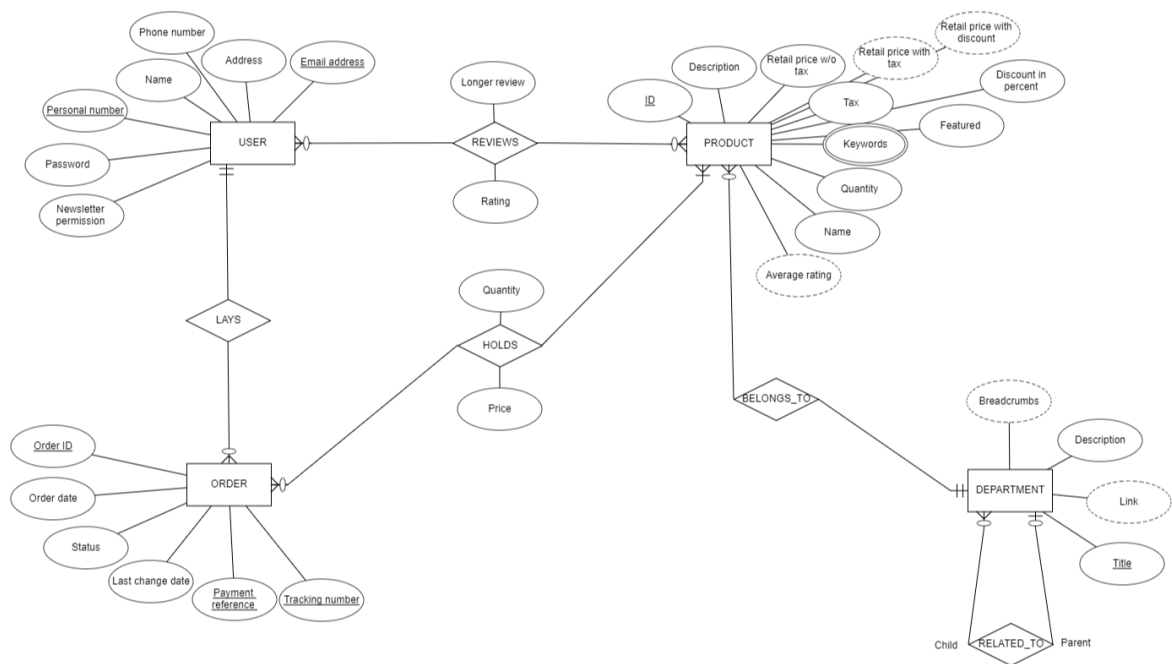 Phone number
Address
Email address
Name
Personal number
USER
Password
Newsletter
permission
Longer review
REVIEWS
Rating
Retail price with
discount
Retail price with
tax
Retail price w/o
tax
Description
ID
Discount in
percent
Tax
Featured
PRODUCT
Keywords
Quantity
Name
Average rating
LAYS
Quantity
HOLDS
Price
BELONGS_TO
Order ID
ORDER
Order date
Status
Last change date
Payment
reference
Tracking number
Breadcrumbs
Description
DEPARTMENT
Link
Title
Child
RELATED_TO
Parent